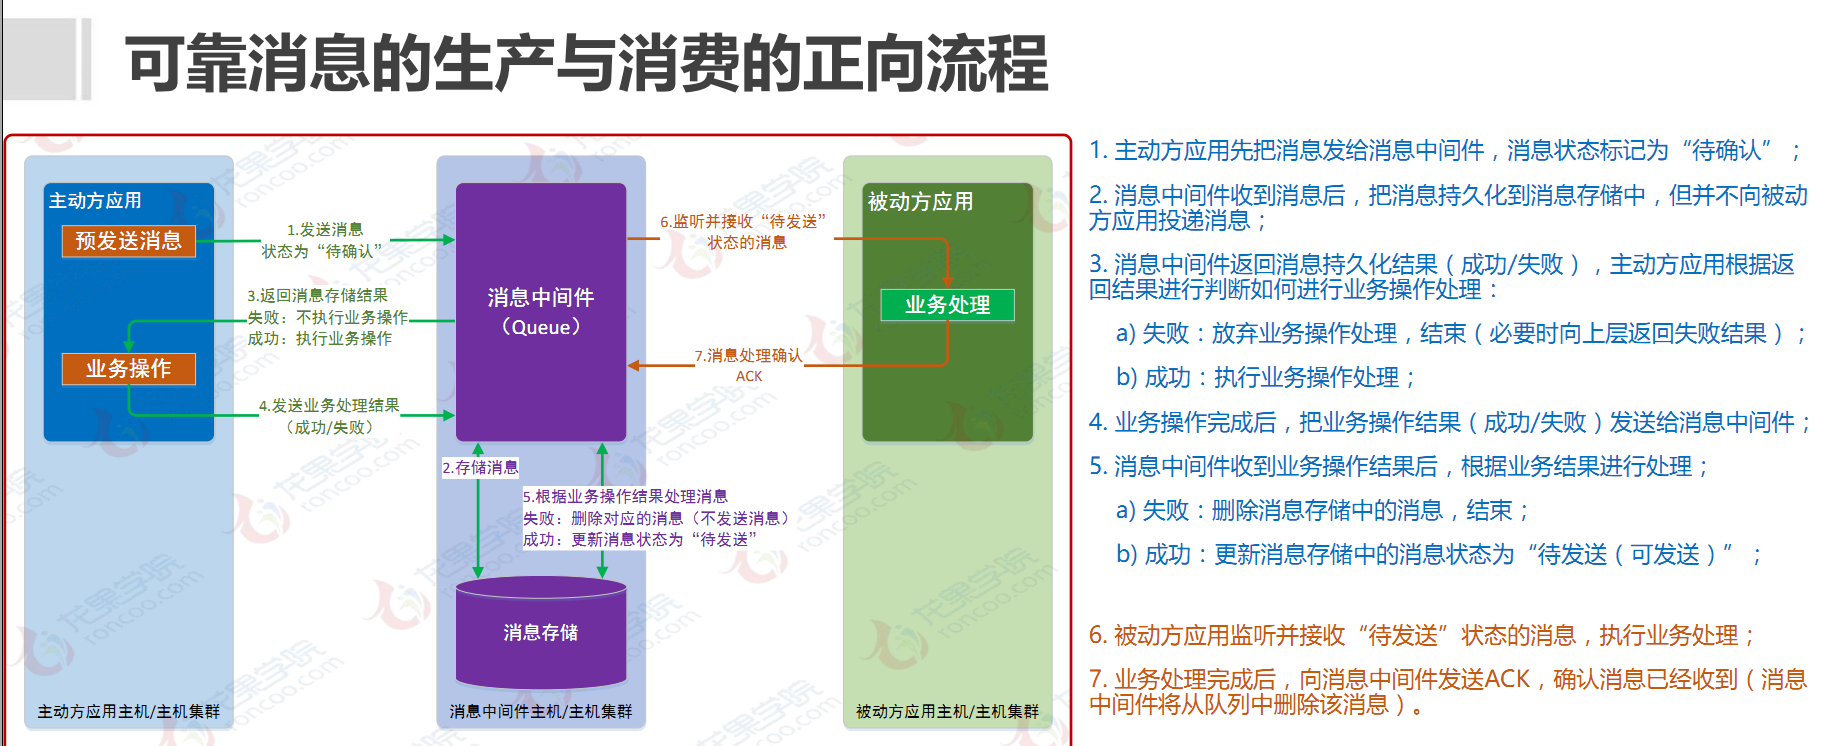 可靠消息的生产与消费的正向流程
主动方应用
预发送消息
业务操作
主动方应用主机/主机集群
1.发送消息
状态为“待确认”
3.返回消息存储结果
失败：不执行业务操作
成功：执行业务操作
4.发送业务处理结果
（成功/失败）
消息中间件
（Queue）
2.存储消息
5.根据业务操作结果处理消息
失败：删除对应的消息（不发送消息）
成功：更新消息状态为“待发送”
消息存储
消息中间件主机/主机集群
6.监听并接收“待发送”
状态的消息
7.消息处理确认
ACK
被动方应用
业务处理
被动方应用主机/主机集群
1. 主动方应用先把消息发给消息中间件，消息状态标记为“待确认”；
2. 消息中间件收到消息后，把消息持久化到消息存储中，但并不向被动
方应用投递消息；
3. 消息中间件返回消息持久化结果（成功/失败），主动方应用根据返
回结果进行判断如何进行业务操作处理：
a) 失败：放弃业务操作处理，结束（必要时向上层返回失败结果）；
b) 成功：执行业务操作处理；
4. 业务操作完成后，把业务操作结果（成功/失败）发送给消息中间件；
5. 消息中间件收到业务操作结果后，根据业务结果进行处理；
a) 失败：删除消息存储中的消息，结束；
b) 成功：更新消息存储中的消息状态为“待发送（可发送）”；
6. 被动方应用监听并接收“待发送”状态的消息，执行业务处理；
7. 业务处理完成后，向消息中间件发送ACK，确认消息已经收到（消息
中间件将从队列中删除该消息）。
龙果学院
roncoo.com